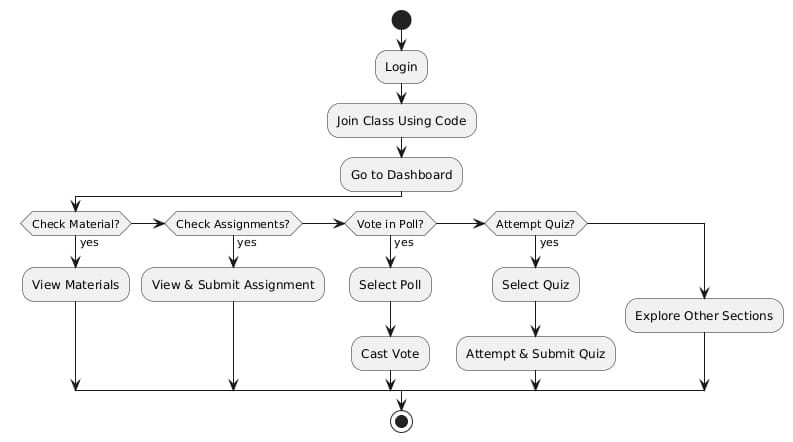 Login
Join Class Using Code
Go to Dashboard
Check Material?
Check Assignments?
Vote in Poll?
Attempt Quiz?
yes
yes
yes
yes
View Materials
View & Submit Assignment
Select Poll
Select Quiz
Explore Other Sections
Cast Vote
Attempt & Submit Quiz